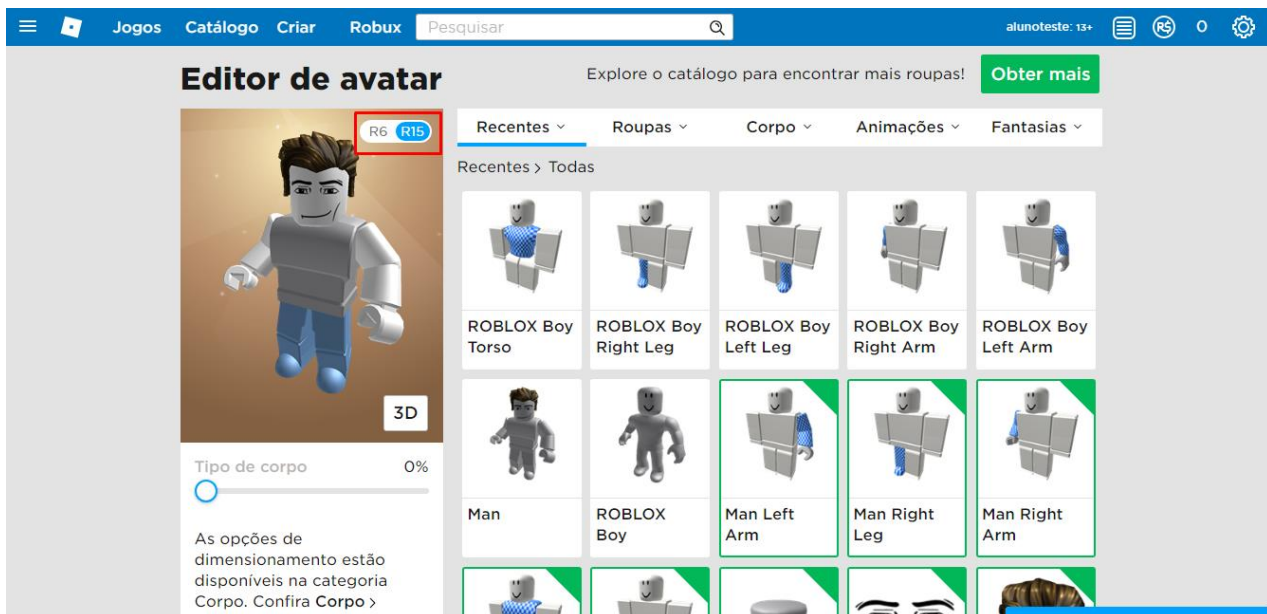 Jogos Catálogo Criar Robux Pesquisar alunoteste: 13+ R$ 0
Editor de avatar
Explore o catálogo para encontrar mais roupas! Obter mais
R6 R15
3D
Tipo de corpo 0%
As opções de
dimensionamento estão
disponíveis na categoria
Corpo. Confira Corpo >
Recentes Roupas Corpo Animações Fantasias
Recentes > Todas
ROBLOX Boy
Torso
ROBLOX Boy
Right Leg
ROBLOX Boy
Left Leg
ROBLOX Boy
Right Arm
ROBLOX Boy
Left Arm
Man
ROBLOX
Boy
Man Left
Arm
Man Right
Leg
Man Right
Arm